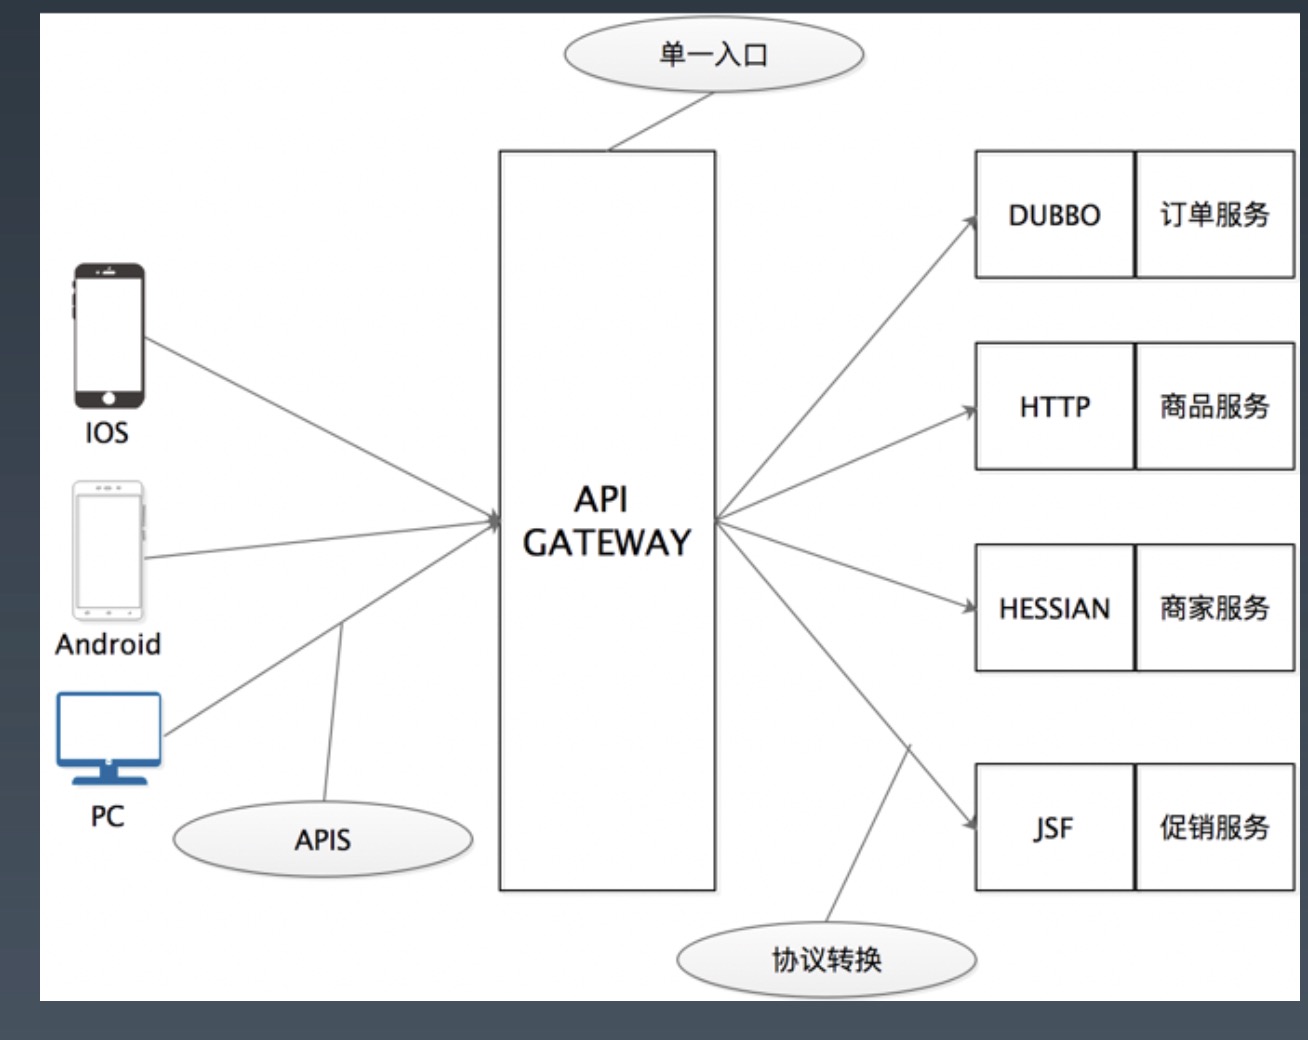 单一入口
DUBBO
订单服务
HTTP
商品服务
IOS
API
GATEWAY
HESSIAN
商家服务
Android
PC
APIS
JSF
促销服务
协议转换